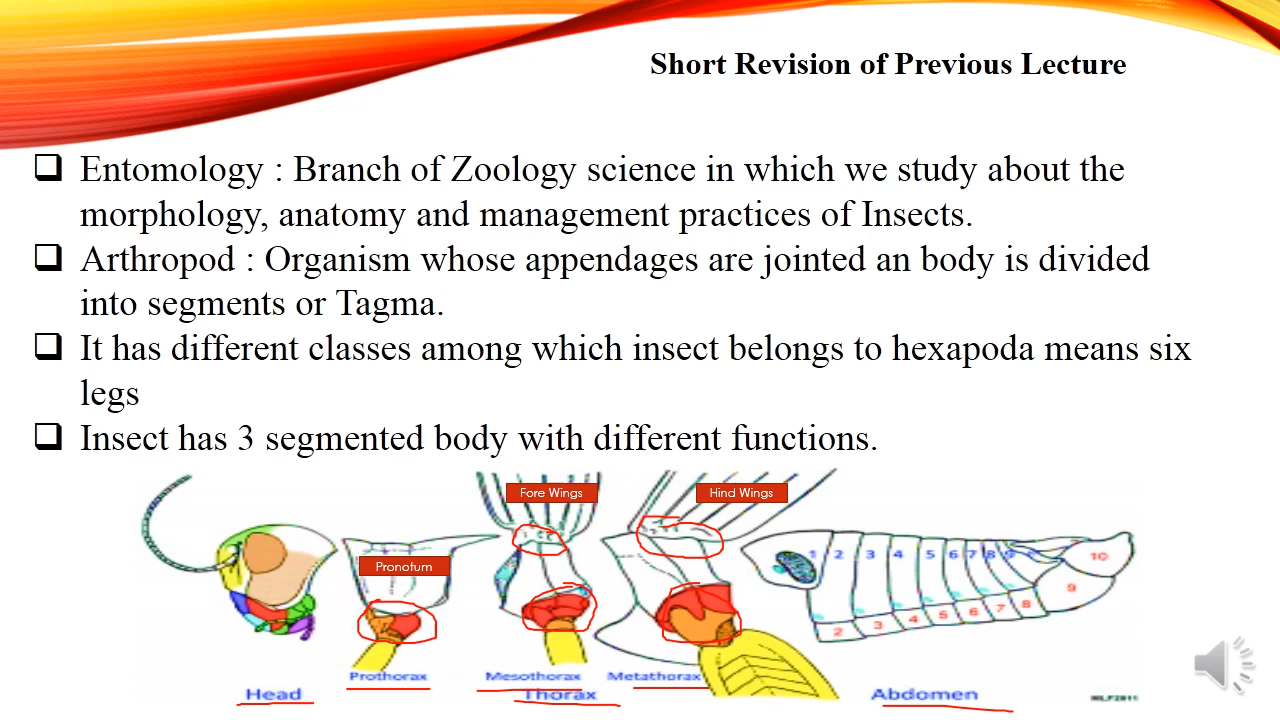 Short Revision of Previous Lecture
❑ Entomology : Branch of Zoology science in which we study about the
morphology, anatomy and management practices of Insects.
❑ Arthropod : Organism whose appendages are jointed an body is divided
into segments or Tagma.
❑ It has different classes among which insect belongs to hexapoda means six
legs
❑ Insect has 3 segmented body with different functions.
Fore Wings
Hind Wings
Pronotum
1 2 3 4 5 6 7 8 9 10
2 3 4 5 6 7 8 9
Prothorax Mesothorax Metathorax
Head Thorax Abdomen